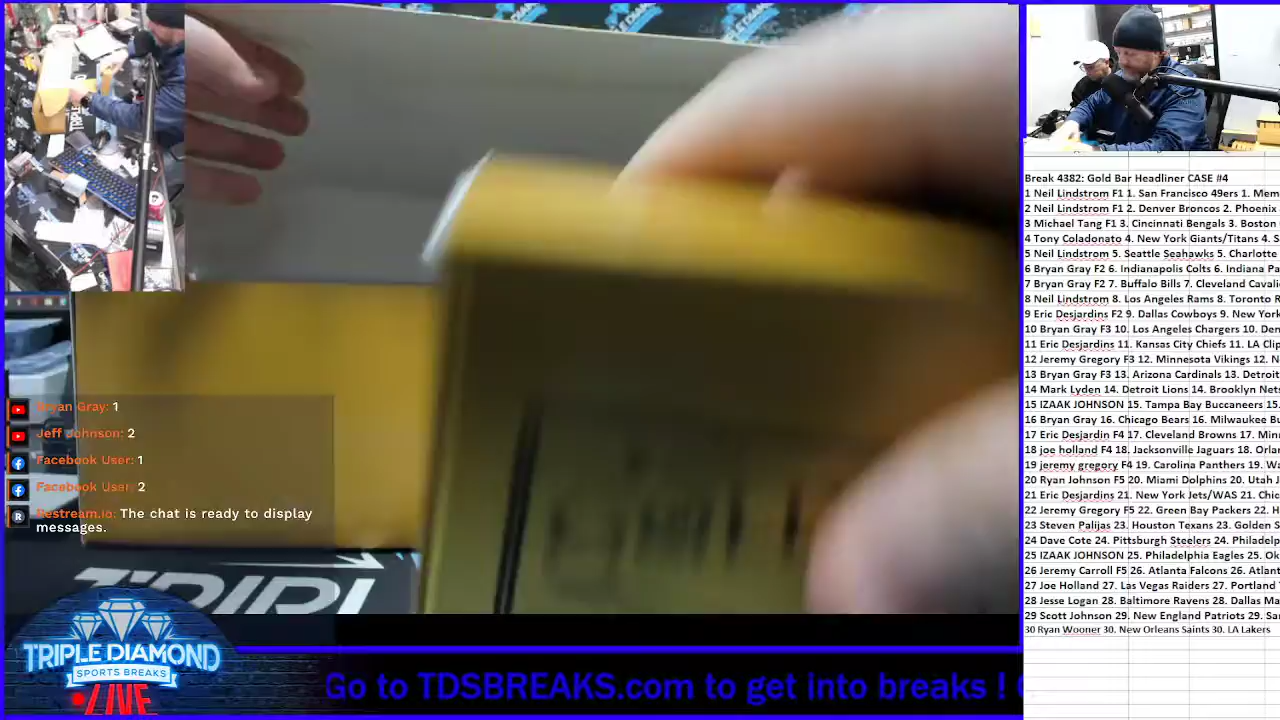 TRIPLE DIAMOND
TRIPLE
Bryan Gray: 1
Jeff Johnson: 2
Facebook User: 1
Facebook User: 2
Restream.io: The chat is ready to display
messages.
TRIPL
TRIPLE DIAMOND
SPORTS BREAKS
LIVE
Go to TDSBREAKS.com to get into breaks!
Break 4382: Gold Bar Headliner CASE #4
1 Neil Lindstrom F1 1. San Francisco 49ers 1. Mem
2 Neil Lindstrom F1 2. Denver Broncos 2. Phoenix
3 Michael Tang F1 3. Cincinnati Bengals 3. Boston
4 Tony Coladorato 4. New York Giants/Titans 4. S
5 Neil Lindstrom 5. Seattle Seahawks 5. Charlotte
6 Bryan Gray F2 6. Indianapolis Colts 6. Indiana Pa
7 Bryan Gray F2 7. Buffalo Bills 7. Cleveland Cavali
8 Neil Lindstrom 8. Los Angeles Rams 8. Toronto R
9 Eric Desjardins F2 9. Dallas Cowboys 9. New York
10 Bryan Gray F3 10. Los Angeles Chargers 10. Den
11 Eric Desjardins 11. Kansas City Chiefs 11. LA Clip
12 Jeremy Gregory F3 12. Minnesota Vikings 12. N
13 Bryan Gray F3 13. Arizona Cardinals 13. Detroit
14 Mark Lyden 14. Detroit Lions 14. Brooklyn Nets
15 IZAAK JOHNSON 15. Tampa Bay Buccaneers 15.
16 Bryan Gray 16. Chicago Bears 16. Milwaukee Bu
17 Eric Desjardin F4 17. Cleveland Browns 17. Min
18 joe holland F4 18. Jacksonville Jaguars 18. Orlan
19 jeremy gregory F4 19. Carolina Panthers 19. Wa
20 Ryan Johnson F5 20. Miami Dolphins 20. Utah J
21 Eric Desjardins 21. New York Jets/WAS 21. Chic
22 Jeremy Gregory F5 22. Green Bay Packers 22. H
23 Steven Palijas 23. Houston Texans 23. Golden S
24 Dave Cote 24. Pittsburgh Steelers 24. Philadelp
25 IZAAK JOHNSON 25. Philadelphia Eagles 25. Ok
26 Jeremy Carroll F5 26. Atlanta Falcons 26. Atlant
27 Joe Holland 27. Las Vegas Raiders 27. Portland
28 Jesse Logan 28. Baltimore Ravens 28. Dallas Ma
29 Scott Johnson 29. New England Patriots 29. Sa
30 Ryan Woolner 30. New Orleans Saints 30. LA Lakers